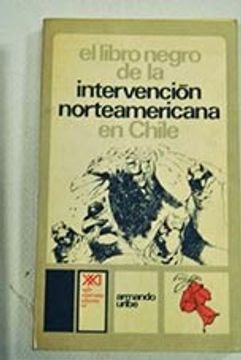 el libro negro
de la
intervención
norteamericana
en Chile
armando
uribe